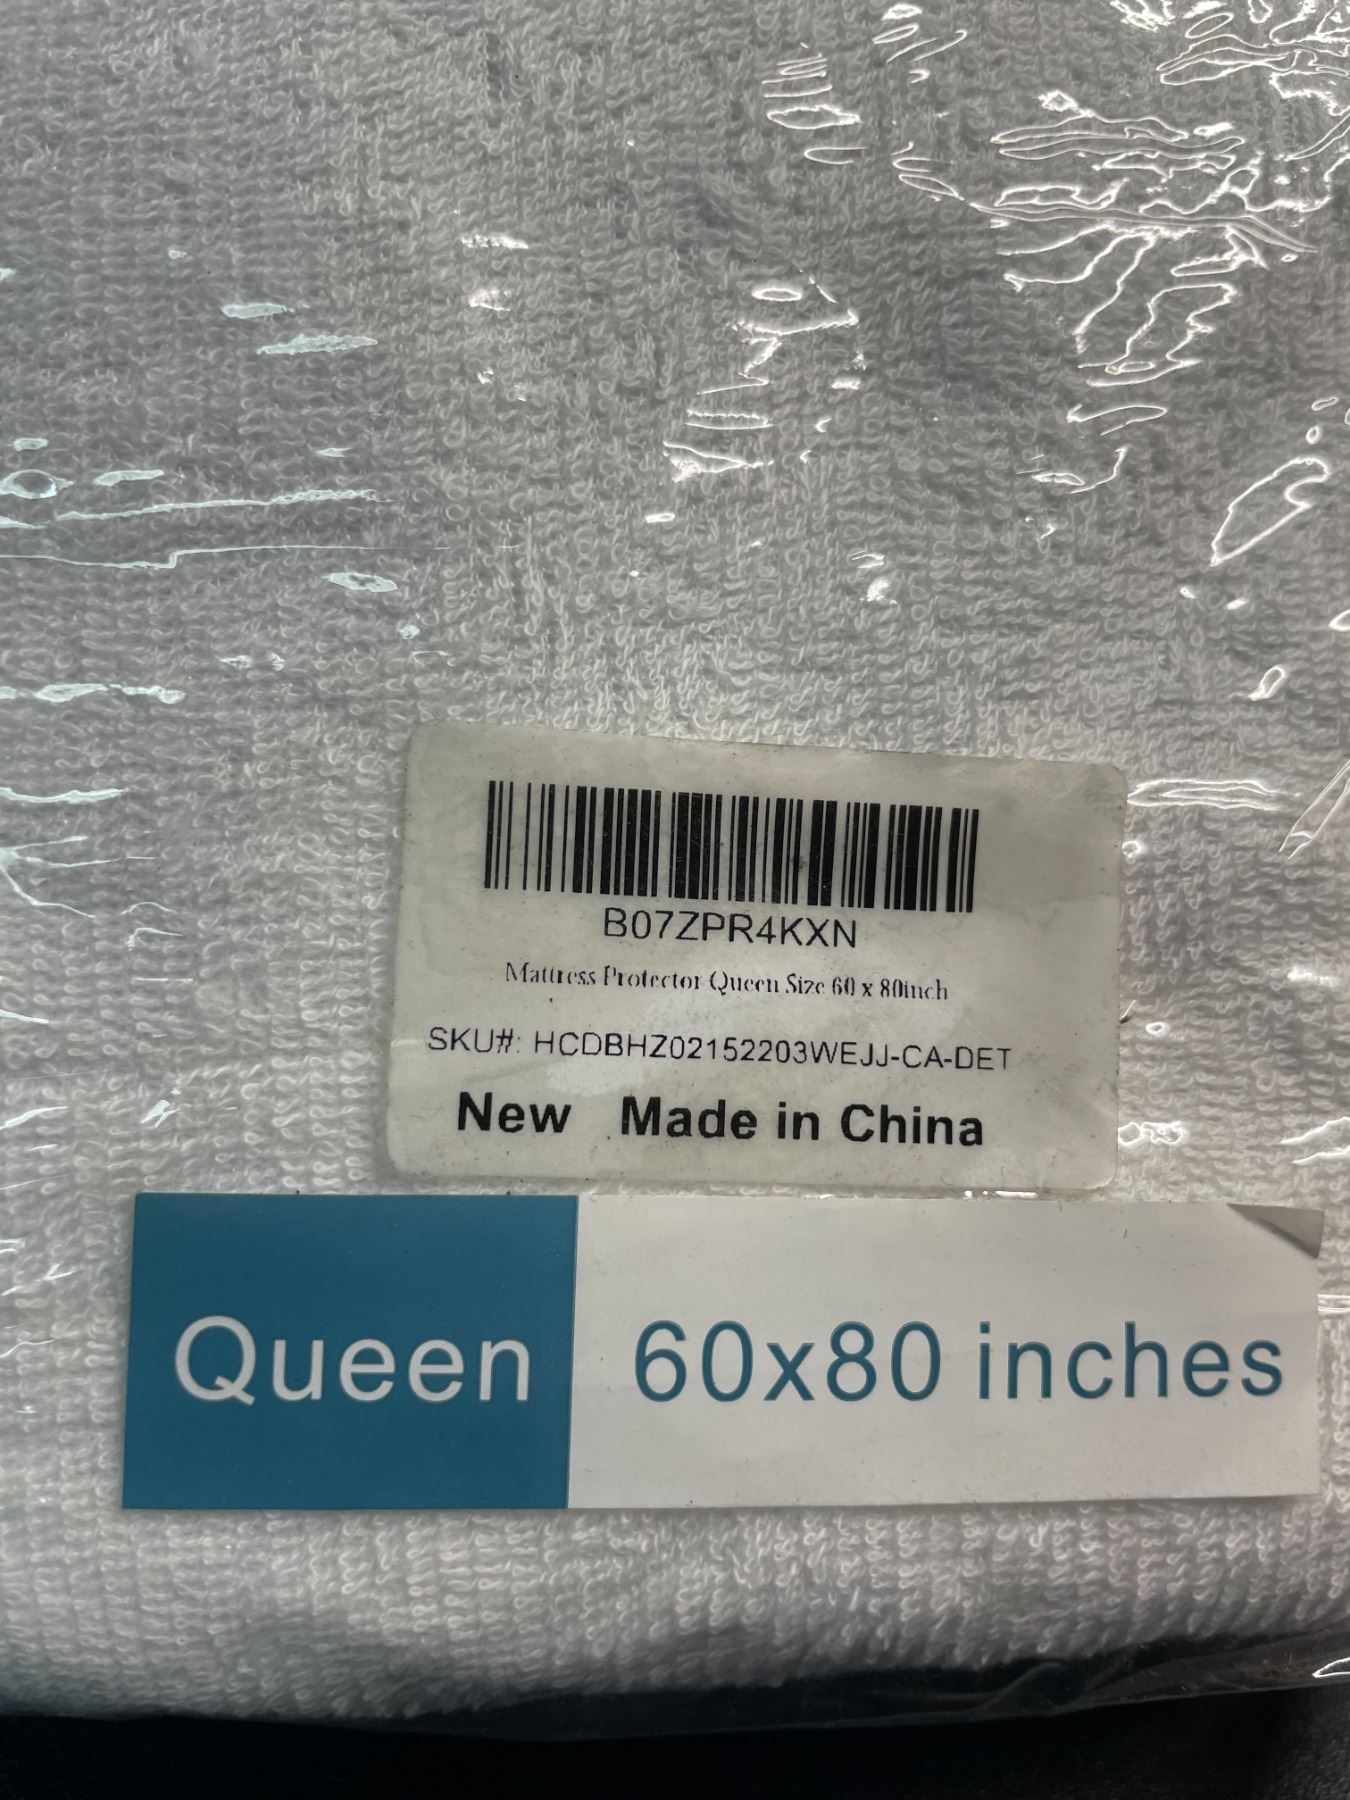 B07ZPR4KXN
Mattress Protector Queen Size 60 x 80inch
SKU#: HCDBHZ02152203WEJJ-CA-DET
New Made in China
Queen 60x80 inches